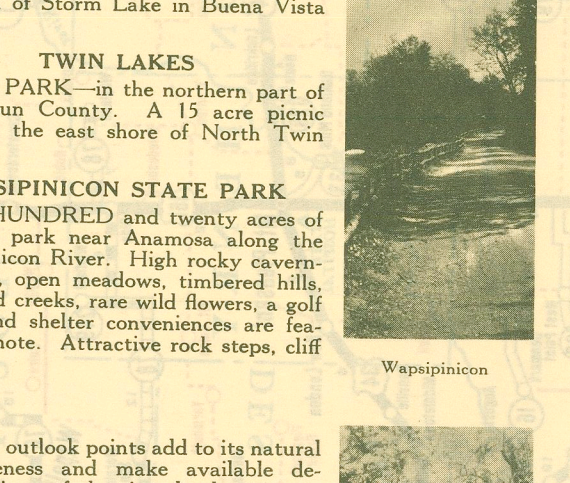 of Storm Lake in Buena Vista
TWIN LAKES
PARK—in the northern part of
un County. A 15 acre picnic
the east shore of North Twin
SIPINICON STATE PARK
HUNDRED and twenty acres of
park near Anamosa along the
icon River. High rocky cavern-
, open meadows, timbered hills,
d creeks, rare wild flowers, a golf
nd shelter conveniences are fea-
note. Attractive rock steps, cliff
Wapsipinicon
outlook points add to its natural
eness and make available de-